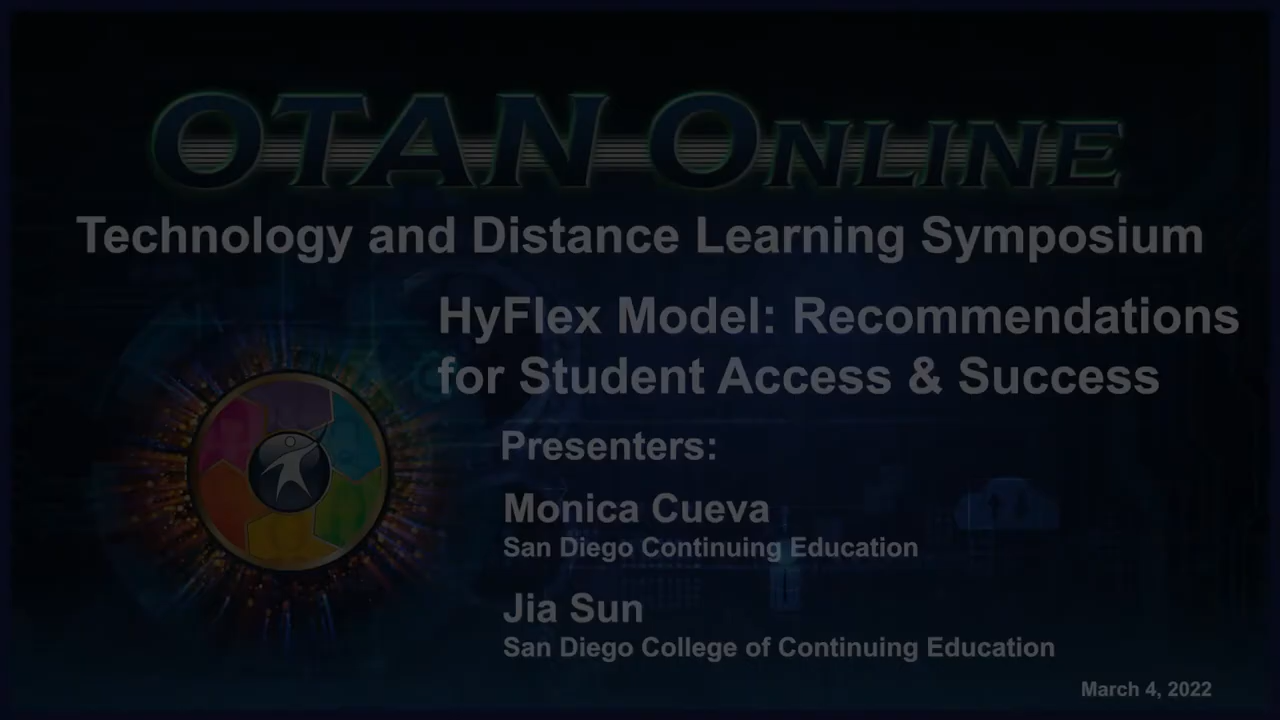 OTAN ONLINE
Technology and Distance Learning Symposium
HyFlex Model: Recommendations
for Student Access & Success
Presenters:
Monica Cueva
San Diego Continuing Education
Jia Sun
San Diego College of Continuing Education
March 4, 2022